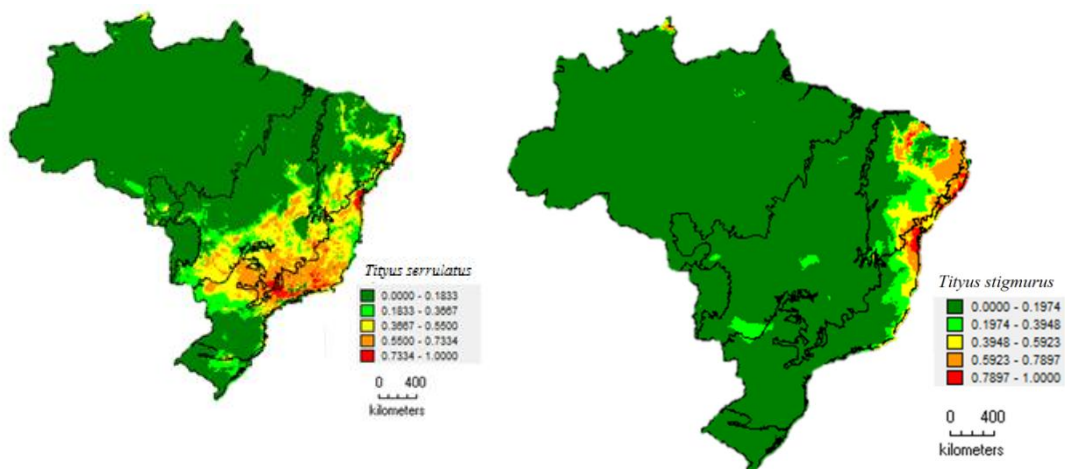 Tityus serrulatus
0.0000 - 0.1833
0.1833 - 0.3667
0.3667 - 0.5500
0.5500 - 0.7334
0.7334 - 1.0000
0 400
kilometers
Tityus stigmurus
0.0000 - 0.1974
0.1974 - 0.3948
0.3948 - 0.5923
0.5923 - 0.7897
0.7897 - 1.0000
0 400
kilometers